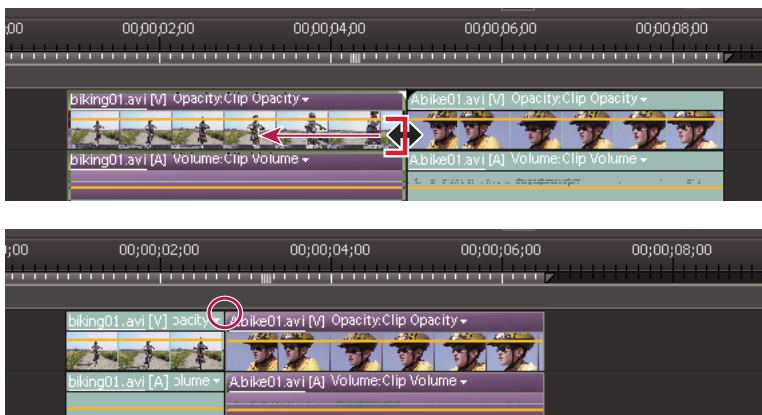 ;00 00;00;02;00 00;00;04;00 00;00;06;00 00;00;08;00
biking01.avi [V] Opacity:Clip Opacity Abike01.avi [V] Opacity:Clip Opacity
biking01.avi [A] Volume:Clip Volume Abike01.avi [A] Volume:Clip Volume
;00 00;00;02;00 00;00;04;00 00;00;06;00 00;00;08;00
biking01.avi [V] pacity Abike01.avi [V] Opacity:Clip Opacity
biking01.avi [A] olume Abike01.avi [A] Volume:Clip Volume